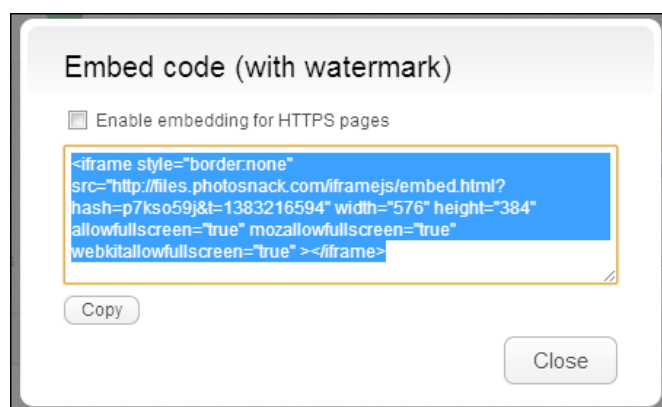 Embed code (with watermark)
Enable embedding for HTTPS pages
<iframe style="border:none"
src="http://files.photosnack.com/iframejs/embed.html?
hash=p7kso59j&t=1383216594" width="576" height="384"
allowfullscreen="true" mozallowfullscreen="true"
webkitallowfullscreen="true" ></iframe>
Copy
Close